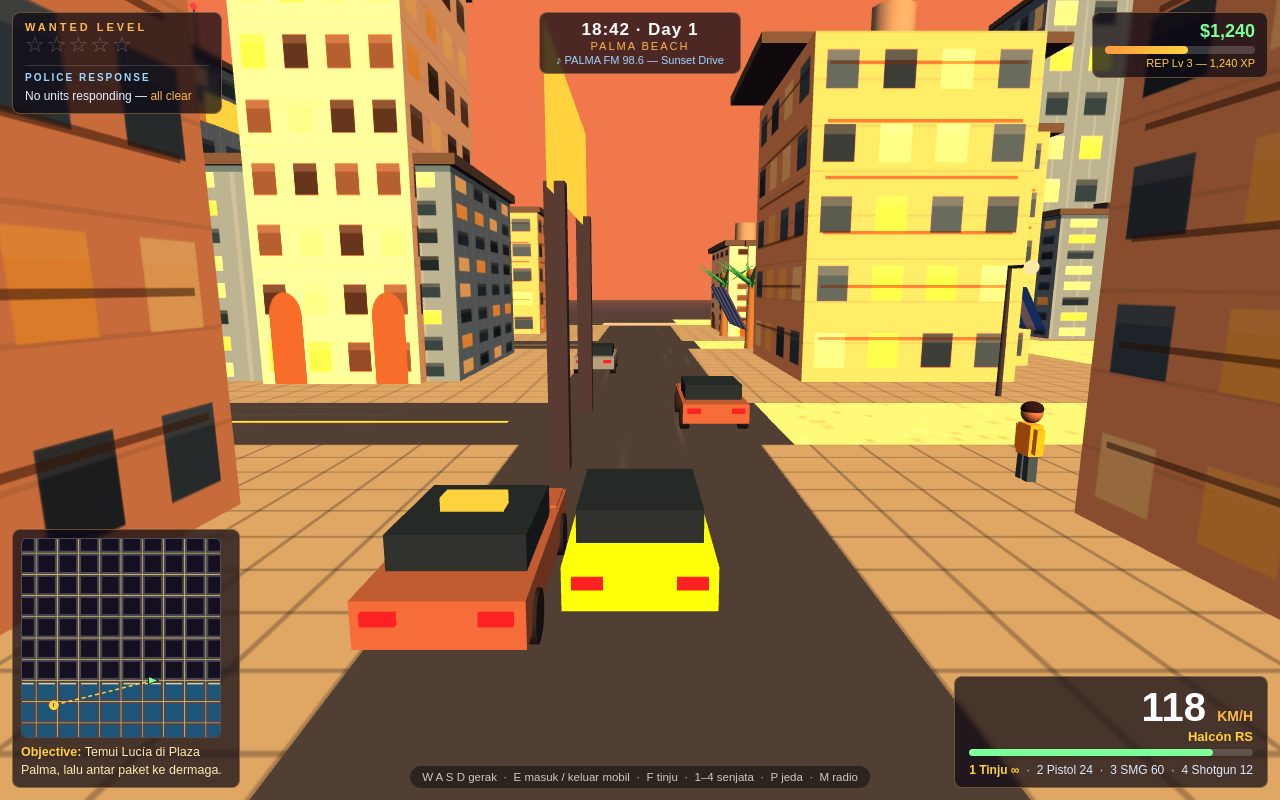 WANTED LEVEL
☆☆☆☆☆
POLICE RESPONSE
No units responding — all clear
18:42 · Day 1
PALMA BEACH
♪ PALMA FM 98.6 — Sunset Drive
$1,240
REP Lv 3 — 1,240 XP
Objective: Temui Lucía di Plaza
Palma, lalu antar paket ke dermaga.
W A S D gerak · E masuk / keluar mobil · F tinju · 1–4 senjata · P jeda · M radio
118 KM/H
Halcón RS
1 Tinju ∞ · 2 Pistol 24 · 3 SMG 60 · 4 Shotgun 12